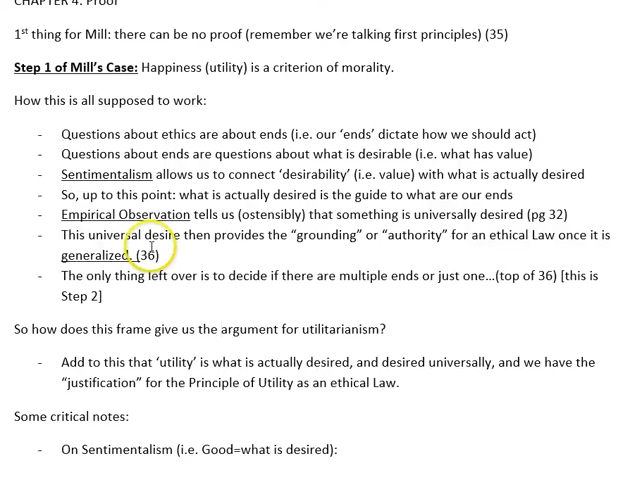 CHAPTER 4: Proof
1st thing for Mill: there can be no proof (remember we're talking first principles) (35)
Step 1 of Mill's Case: Happiness (utility) is a criterion of morality.
How this is all supposed to work:
- Questions about ethics are about ends (i.e. our 'ends' dictate how we should act)
- Questions about ends are questions about what is desirable (i.e. what has value)
- Sentimentalism allows us to connect 'desirability' (i.e. value) with what is actually desired
- So, up to this point: what is actually desired is the guide to what are our ends
- Empirical Observation tells us (ostensibly) that something is universally desired (pg 32)
- This universal desire then provides the "grounding" or "authority" for an ethical Law once it is
generalized. (36)
- The only thing left over is to decide if there are multiple ends or just one...(top of 36) [this is
Step 2]
So how does this frame give us the argument for utilitarianism?
- Add to this that 'utility' is what is actually desired, and desired universally, and we have the
"justification" for the Principle of Utility as an ethical Law.
Some critical notes:
- On Sentimentalism (i.e. Good=what is desired):